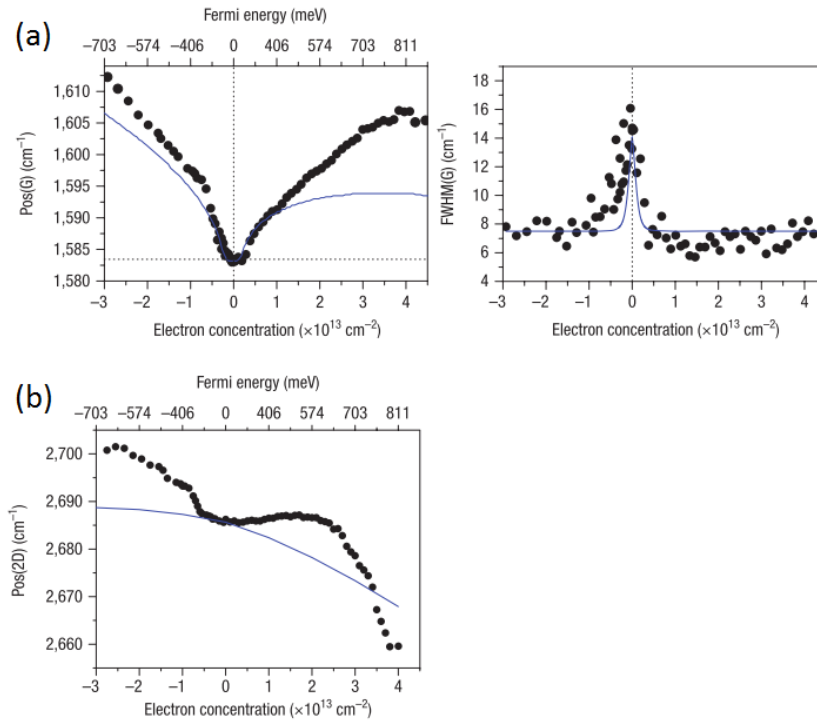 (a)
Fermi energy (meV)
–703 –574 –406 0 406 574 703 811
1,610
1,605
1,600
1,595
1,590
1,585
1,580
Pos(G) (cm⁻¹)
–3 –2 –1 0 1 2 3 4
Electron concentration (×10¹³ cm⁻²)
18
16
14
12
10
8
6
4
FWHM(G) (cm⁻¹)
–3 –2 –1 0 1 2 3 4
Electron concentration (×10¹³ cm⁻²)
(b)
Fermi energy (meV)
–703 –574 –406 0 406 574 703 811
2,700
2,690
2,680
2,670
2,660
Pos(2D) (cm⁻¹)
–3 –2 –1 0 1 2 3 4
Electron concentration (×10¹³ cm⁻²)